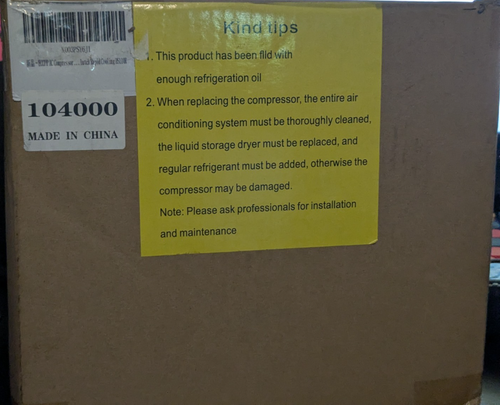 Kind tips
1. This product has been flld with
enough refrigeration oil
2. When replacing the compressor, the entire air
conditioning system must be thoroughly cleaned,
the liquid storage dryer must be replaced, and
regular refrigerant must be added, otherwise the
compressor may be damaged.
Note: Please ask professionals for installation
and maintenance
104000
MADE IN CHINA